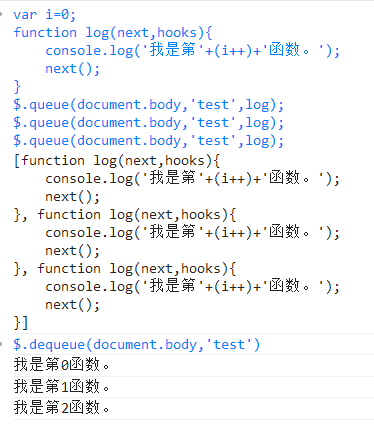 var i=0;
function log(next,hooks){
    console.log('我是第'+(i++)+'函数。');
    next();
}
$.queue(document.body,'test',log);
$.queue(document.body,'test',log);
$.queue(document.body,'test',log);
[function log(next,hooks){
    console.log('我是第'+(i++)+'函数。');
    next();
}, function log(next,hooks){
    console.log('我是第'+(i++)+'函数。');
    next();
}, function log(next,hooks){
    console.log('我是第'+(i++)+'函数。');
    next();
}]
$.dequeue(document.body,'test')
我是第0函数。
我是第1函数。
我是第2函数。